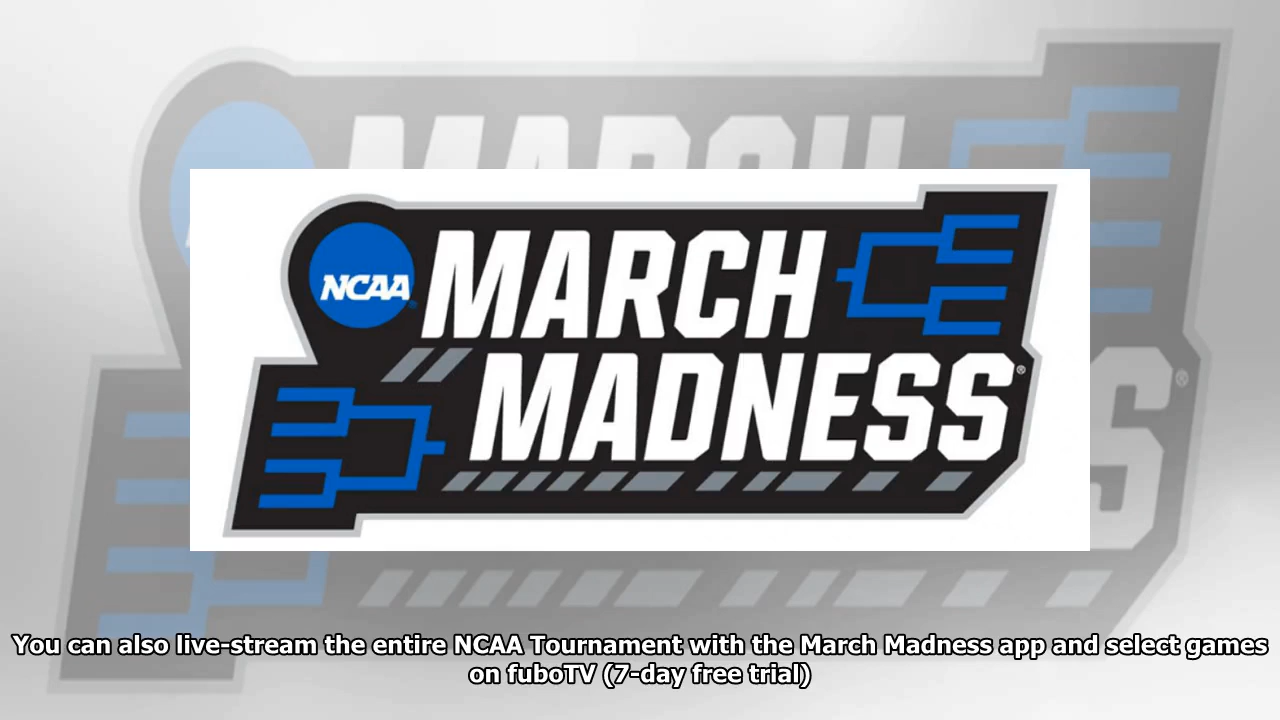 NCAA
MARCH
MADNESS®
You can also live-stream the entire NCAA Tournament with the March Madness app and select games
on fuboTV (7-day free trial)